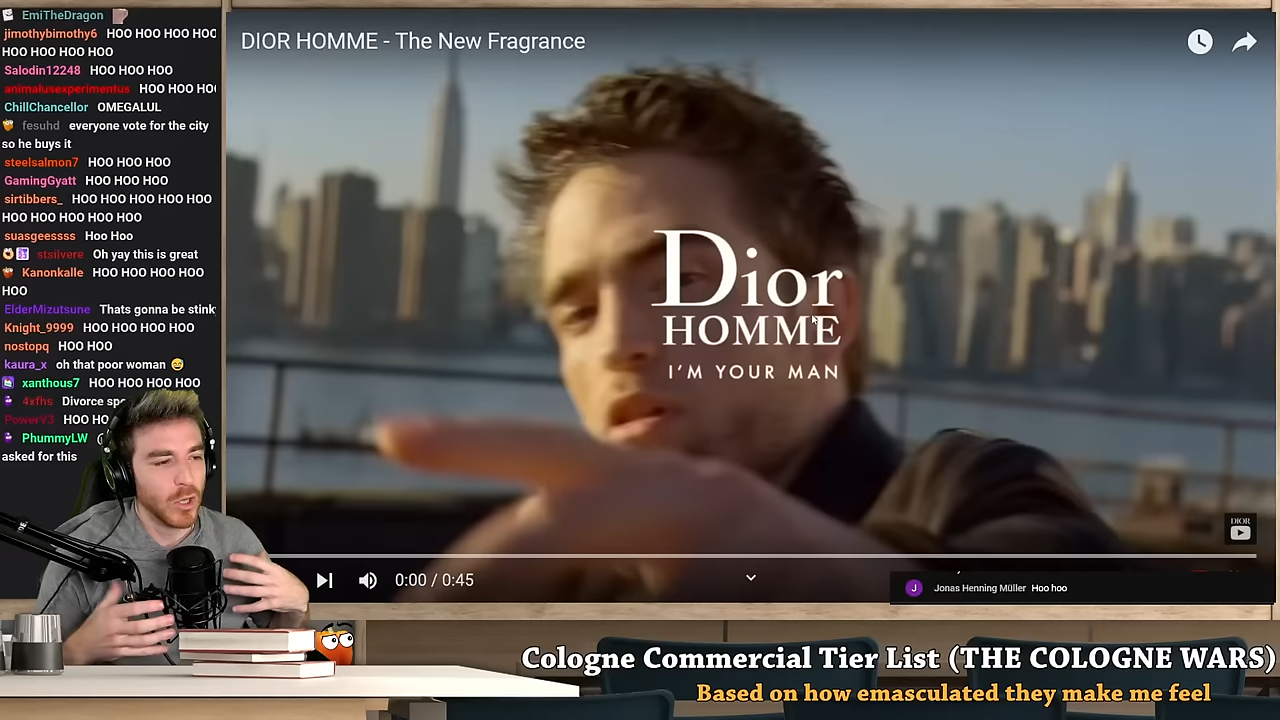 EmiTheDragon
jimothybimothy6 HOO HOO HOO HOO
HOO HOO HOO HOO
Salodin12248 HOO HOO HOO
animalusexperimentus HOO HOO HO
ChillChancellor OMEGALUL
fesuhd everyone vote for the city
so he buys it
steelsalmon7 HOO HOO HOO
GamingGyatt HOO HOO HOO
sirtibbers_ HOO HOO HOO HOO HOO
HOO HOO HOO HOO HOO
suasgeessss Hoo Hoo
stsilvere Oh yay this is great
Kanonkalle HOO HOO HOO HOO
HOO
ElderMizutsune Thats gonna be stink
Knight_9999 HOO HOO HOO HOO
nostopq HOO HOO
kaura_x oh that poor woman 😅
xanthous7 HOO HOO HOO HOO
4xfhs Divorce spe
PowerV3 HOO HO
PhummyLW
asked for this
DIOR HOMME - The New Fragrance
Dior
HOMME
I'M YOUR MAN
DIOR
0:00 / 0:45
J Jonas Henning Müller Hoo hoo
Cologne Commercial Tier List (THE COLOGNE WARS)
Based on how emasculated they make me feel